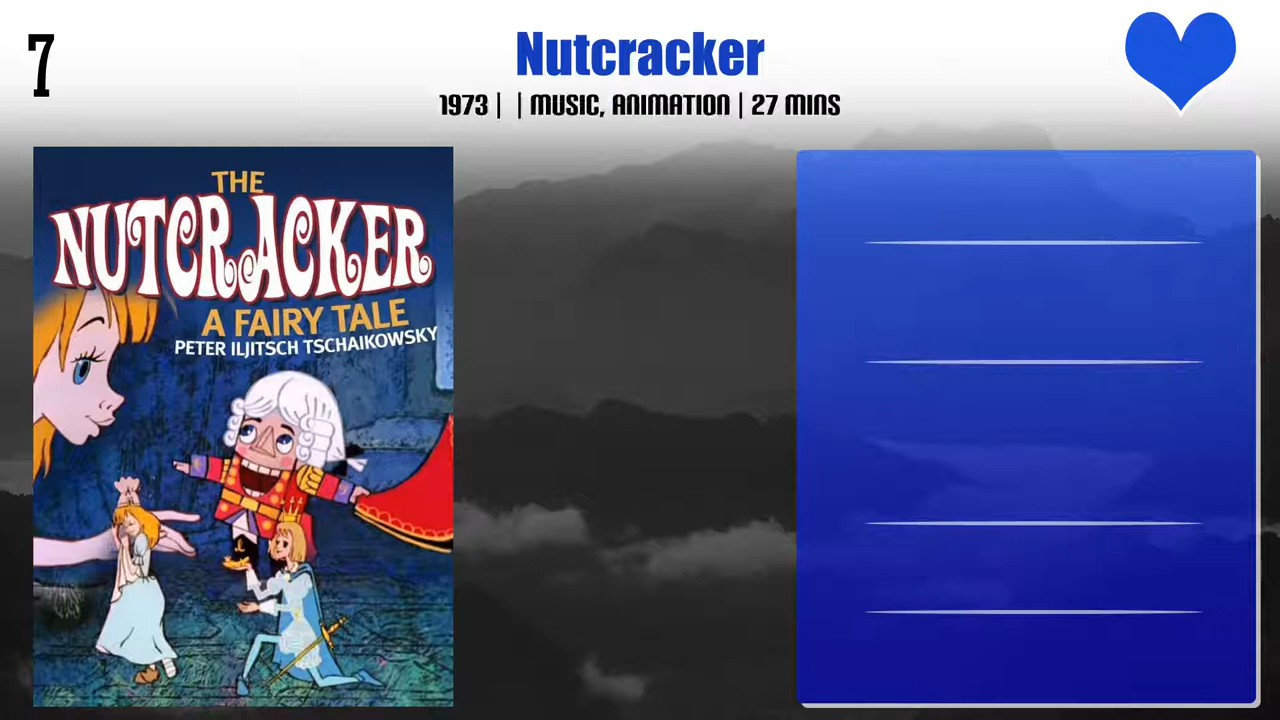 7
Nutcracker
1973 | | MUSIC, ANIMATION | 27 MINS
THE
NUTCRACKER
A FAIRY TALE
PETER ILJITSCH TSCHAIKOWSKY